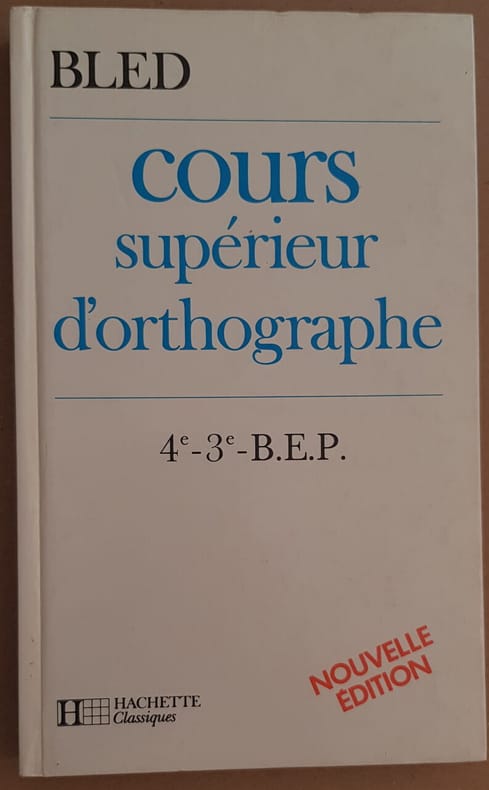 BLED
cours
supérieur
d'orthographe
4e-3e-B.E.P.
NOUVELLE
ÉDITION
H HACHETTE
Classiques